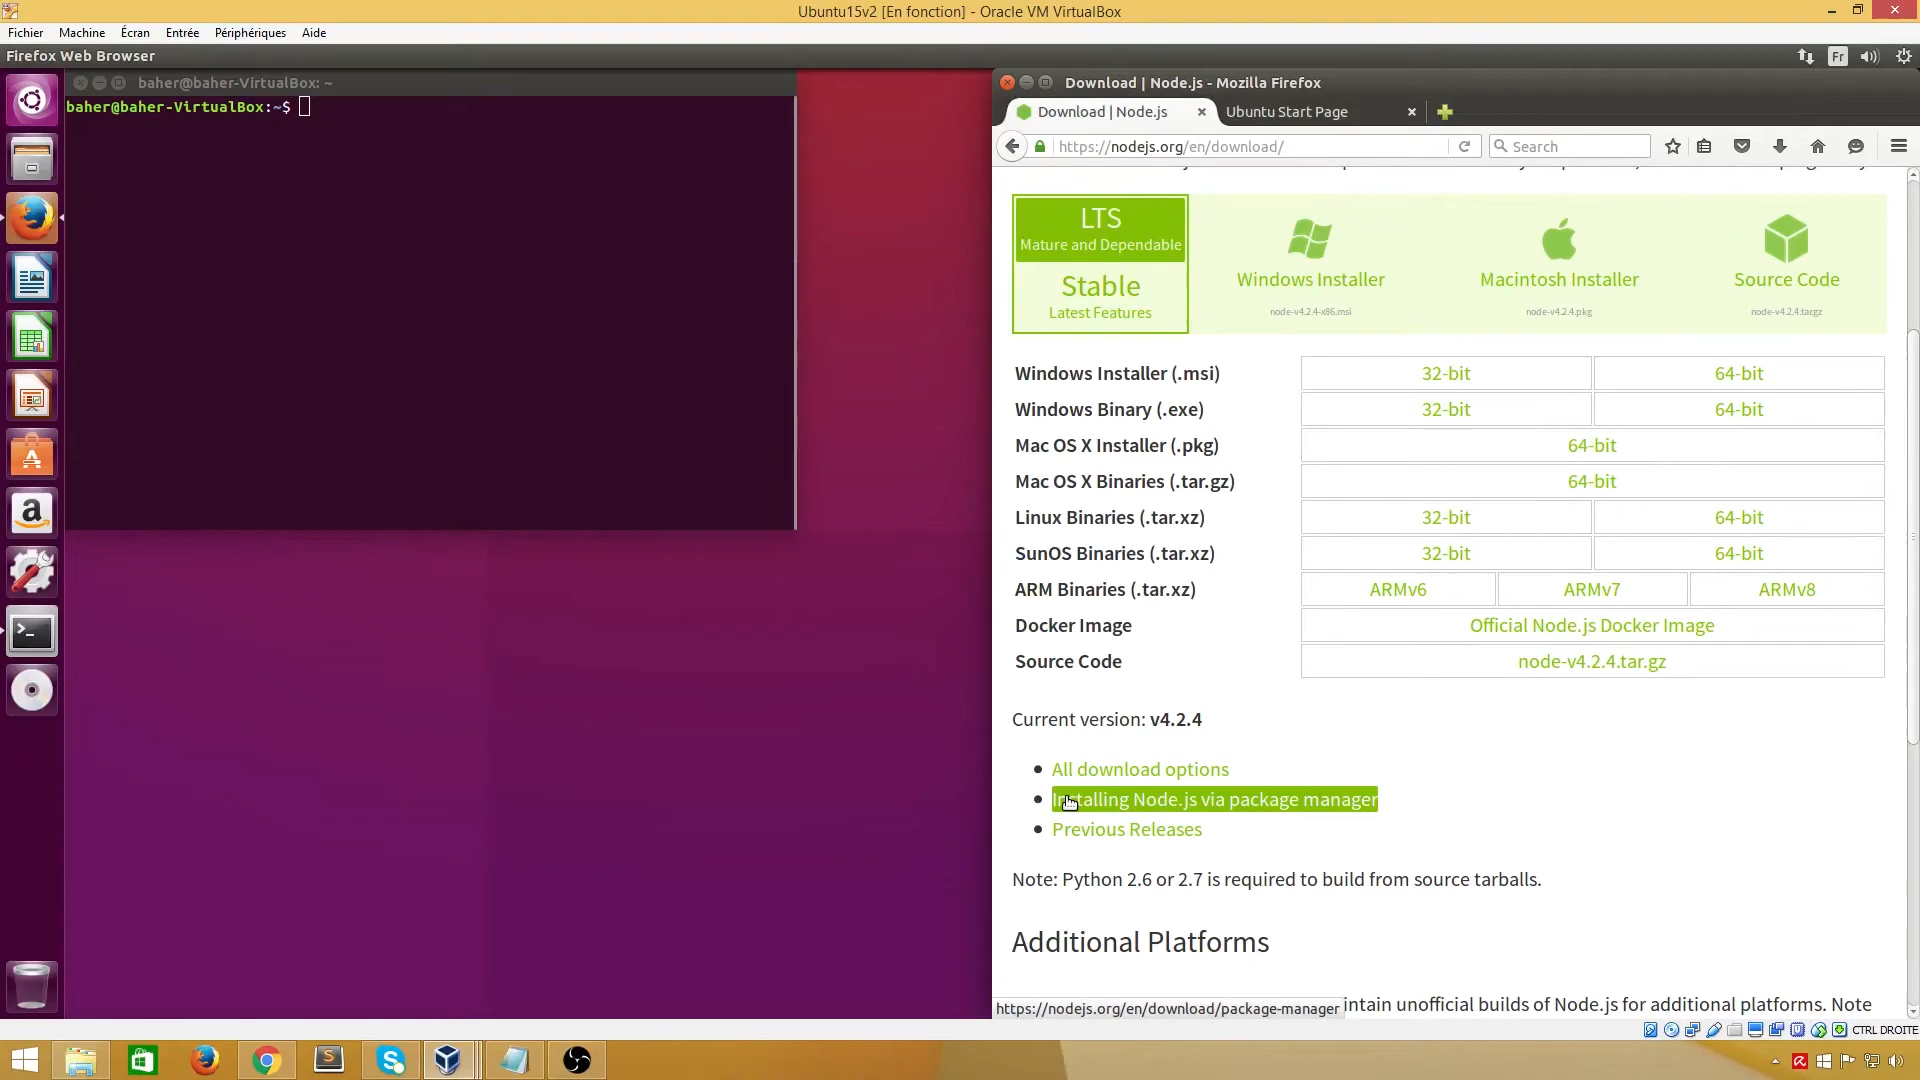 Ubuntu15v2 [En fonction] - Oracle VM VirtualBox
Fichier Machine Écran Entrée Périphériques Aide
Firefox Web Browser
Fr
baher@baher-VirtualBox: ~
baher@baher-VirtualBox:~$
Download | Node.js - Mozilla Firefox
Download | Node.js
Ubuntu Start Page
https://nodejs.org/en/download/
Search
LTS
Mature and Dependable
Stable
Latest Features
Windows Installer
node-v4.2.4-x86.msi
Macintosh Installer
node-v4.2.4.pkg
Source Code
node-v4.2.4.tar.gz
Windows Installer (.msi) 32-bit 64-bit
Windows Binary (.exe) 32-bit 64-bit
Mac OS X Installer (.pkg) 64-bit
Mac OS X Binaries (.tar.gz) 64-bit
Linux Binaries (.tar.xz) 32-bit 64-bit
SunOS Binaries (.tar.xz) 32-bit 64-bit
ARM Binaries (.tar.xz) ARMv6 ARMv7 ARMv8
Docker Image Official Node.js Docker Image
Source Code node-v4.2.4.tar.gz
Current version: v4.2.4
All download options
Installing Node.js via package manager
Previous Releases
Note: Python 2.6 or 2.7 is required to build from source tarballs.
Additional Platforms
intain unofficial builds of Node.js for additional platforms. Note
https://nodejs.org/en/download/package-manager
CTRL DROITE